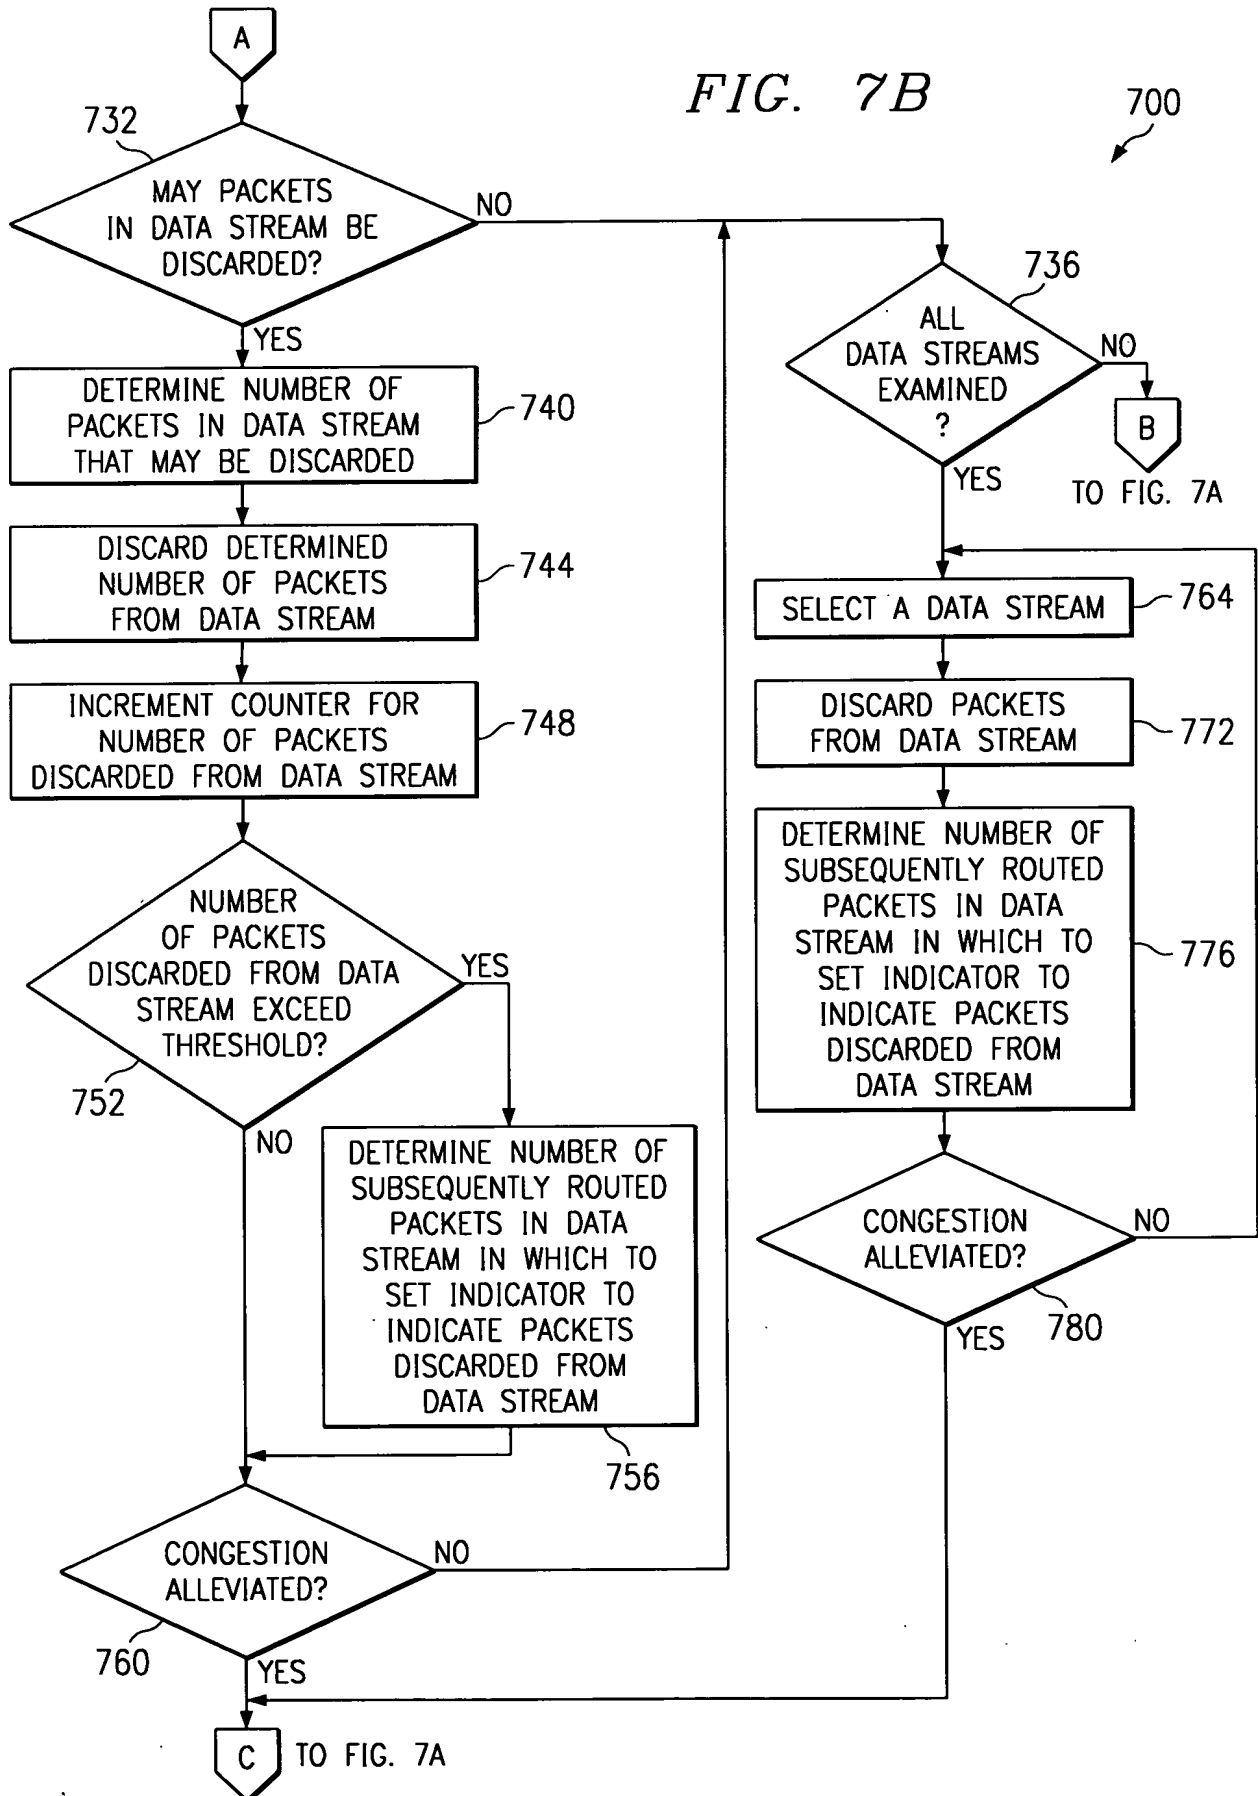 A
FIG. 7B
700
732
MAY PACKETS
IN DATA STREAM BE
DISCARDED?
NO
YES
DETERMINE NUMBER OF
PACKETS IN DATA STREAM
THAT MAY BE DISCARDED
740
DISCARD DETERMINED
NUMBER OF PACKETS
FROM DATA STREAM
744
INCREMENT COUNTER FOR
NUMBER OF PACKETS
DISCARDED FROM DATA STREAM
748
NUMBER
OF PACKETS
DISCARDED FROM DATA
STREAM EXCEED
THRESHOLD?
YES
752
NO
DETERMINE NUMBER OF
SUBSEQUENTLY ROUTED
PACKETS IN DATA
STREAM IN WHICH TO
SET INDICATOR TO
INDICATE PACKETS
DISCARDED FROM
DATA STREAM
756
CONGESTION
ALLEVIATED?
NO
760
YES
C
TO FIG. 7A
736
ALL
DATA STREAMS
EXAMINED
?
NO
B
TO FIG. 7A
YES
SELECT A DATA STREAM
764
DISCARD PACKETS
FROM DATA STREAM
772
DETERMINE NUMBER OF
SUBSEQUENTLY ROUTED
PACKETS IN DATA
STREAM IN WHICH TO
SET INDICATOR TO
INDICATE PACKETS
DISCARDED FROM
DATA STREAM
776
CONGESTION
ALLEVIATED?
NO
780
YES